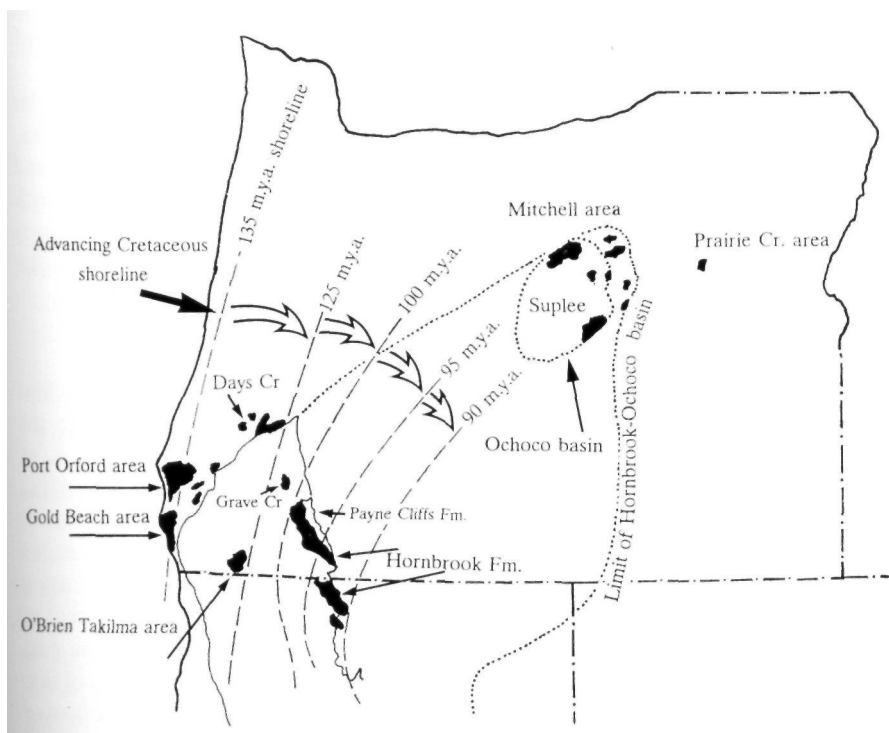 135 m.y.a. shoreline
Mitchell area
Prairie Cr. area
Advancing Cretaceous
shoreline
125 m.y.a.
100 m.y.a.
Suplee
95 m.y.a.
90 m.y.a.
Days Cr
Ochoco basin
Limit of Hornbrook-Ochoco basin
Port Orford area
Grave Cr
Payne Cliffs Fm.
Gold Beach area
Hornbrook Fm.
O'Brien Takilma area